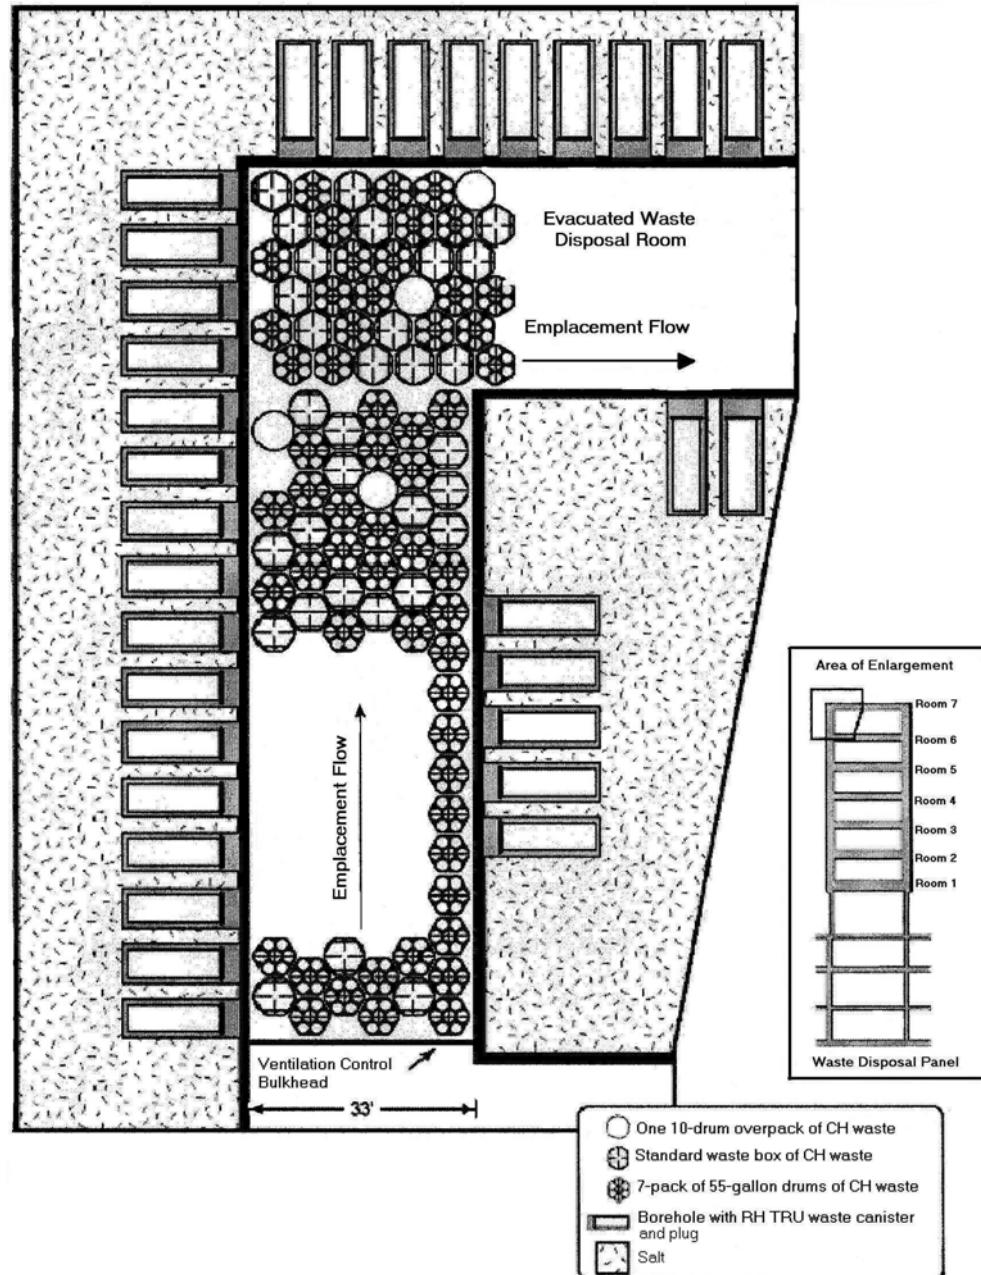 Evacuated Waste
Disposal Room
Emplacement Flow
Emplacement Flow
Ventilation Control
Bulkhead
33'
Area of Enlargement
Room 7
Room 6
Room 5
Room 4
Room 3
Room 2
Room 1
Waste Disposal Panel
One 10-drum overpack of CH waste
Standard waste box of CH waste
7-pack of 55-gallon drums of CH waste
Borehole with RH TRU waste canister
and plug
Salt